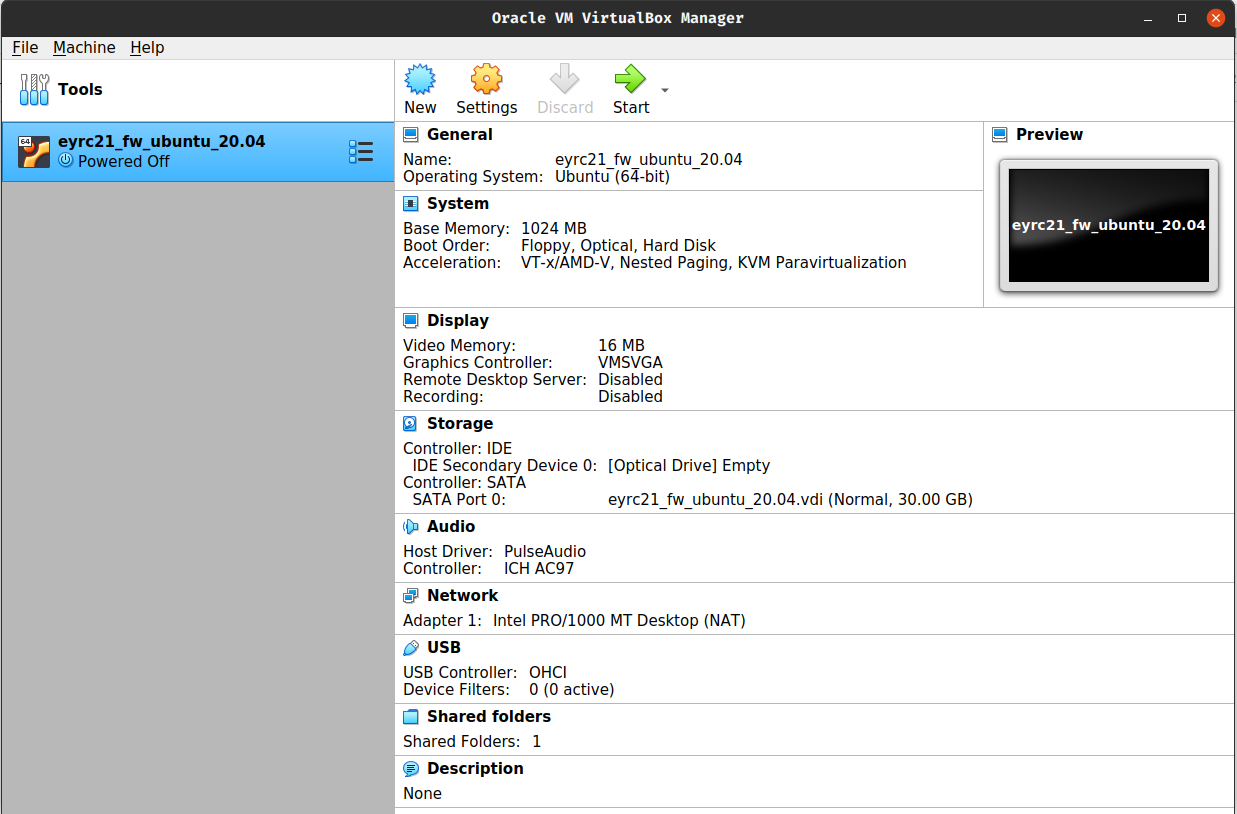 Oracle VM VirtualBox Manager
File Machine Help
Tools
New Settings Discard Start
64
eyrc21_fw_ubuntu_20.04
Powered Off
General
Name: eyrc21_fw_ubuntu_20.04
Operating System: Ubuntu (64-bit)
System
Base Memory: 1024 MB
Boot Order: Floppy, Optical, Hard Disk
Acceleration: VT-x/AMD-V, Nested Paging, KVM Paravirtualization
Preview
eyrc21_fw_ubuntu_20.04
Display
Video Memory: 16 MB
Graphics Controller: VMSVGA
Remote Desktop Server: Disabled
Recording: Disabled
Storage
Controller: IDE
IDE Secondary Device 0: [Optical Drive] Empty
Controller: SATA
SATA Port 0: eyrc21_fw_ubuntu_20.04.vdi (Normal, 30.00 GB)
Audio
Host Driver: PulseAudio
Controller: ICH AC97
Network
Adapter 1: Intel PRO/1000 MT Desktop (NAT)
USB
USB Controller: OHCI
Device Filters: 0 (0 active)
Shared folders
Shared Folders: 1
Description
None